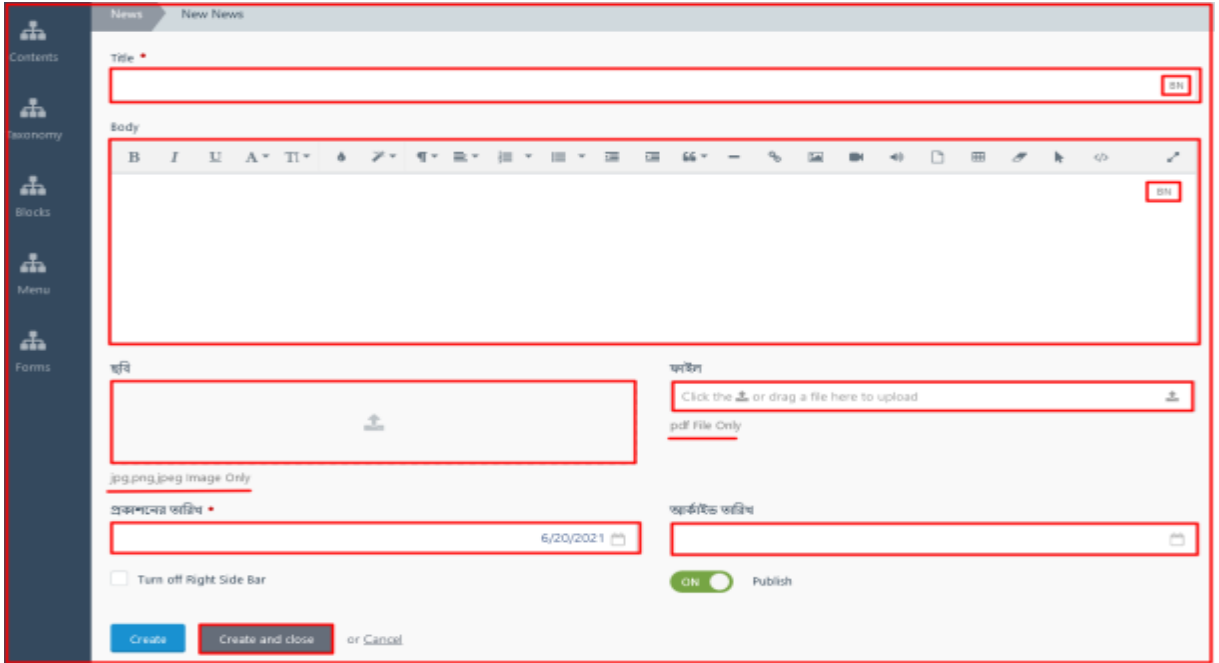 News New News
Contents
Title *
BN
Taxonomy
Body
B I U A TI
BN
Blocks
Menu
Forms
ছবি ফাইল
Click the or drag a file here to upload
pdf File Only
jpg,png,jpeg Image Only
প্রকাশনের তারিখ * আর্কাইভ তারিখ
6/20/2021
Turn off Right Side Bar ON Publish
Create Create and close or Cancel